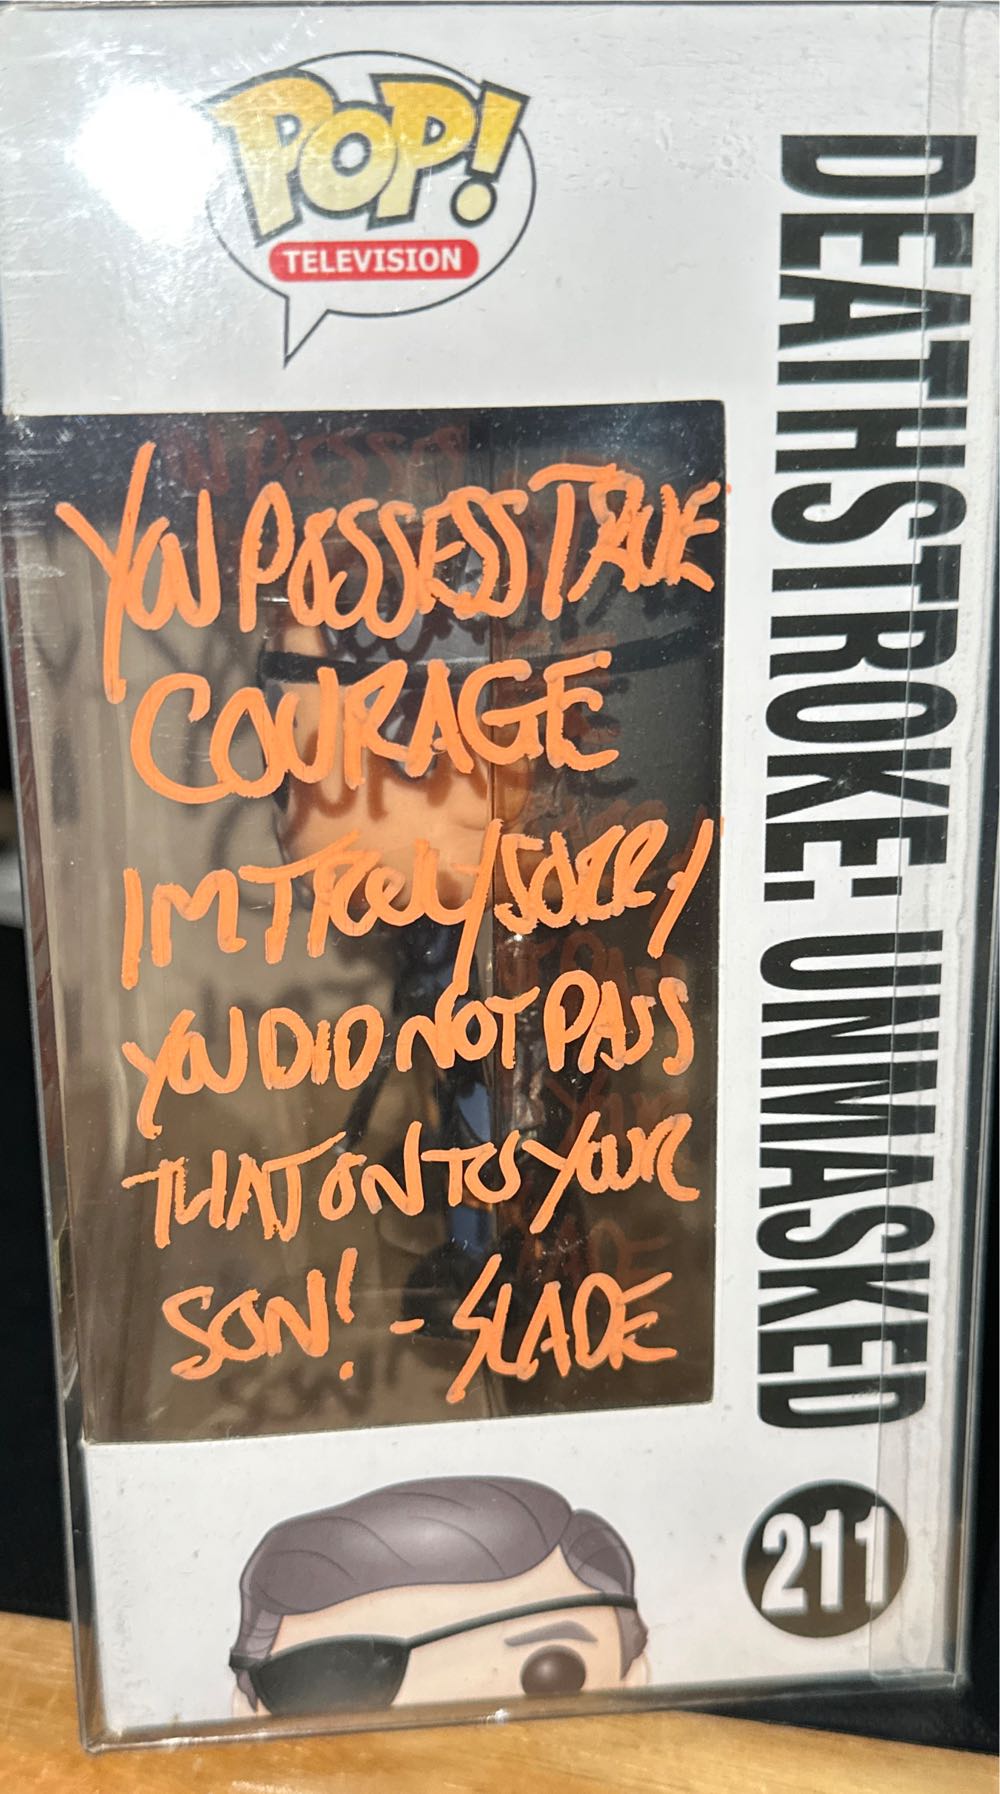 POP!
TELEVISION
YOU POSSESS TRUE
COURAGE
IM TRULY SORRY
YOU DID NOT PASS
THAT ON TO YOUR
SON! - SLADE
DEATHSTROKE: UNMASKED
211